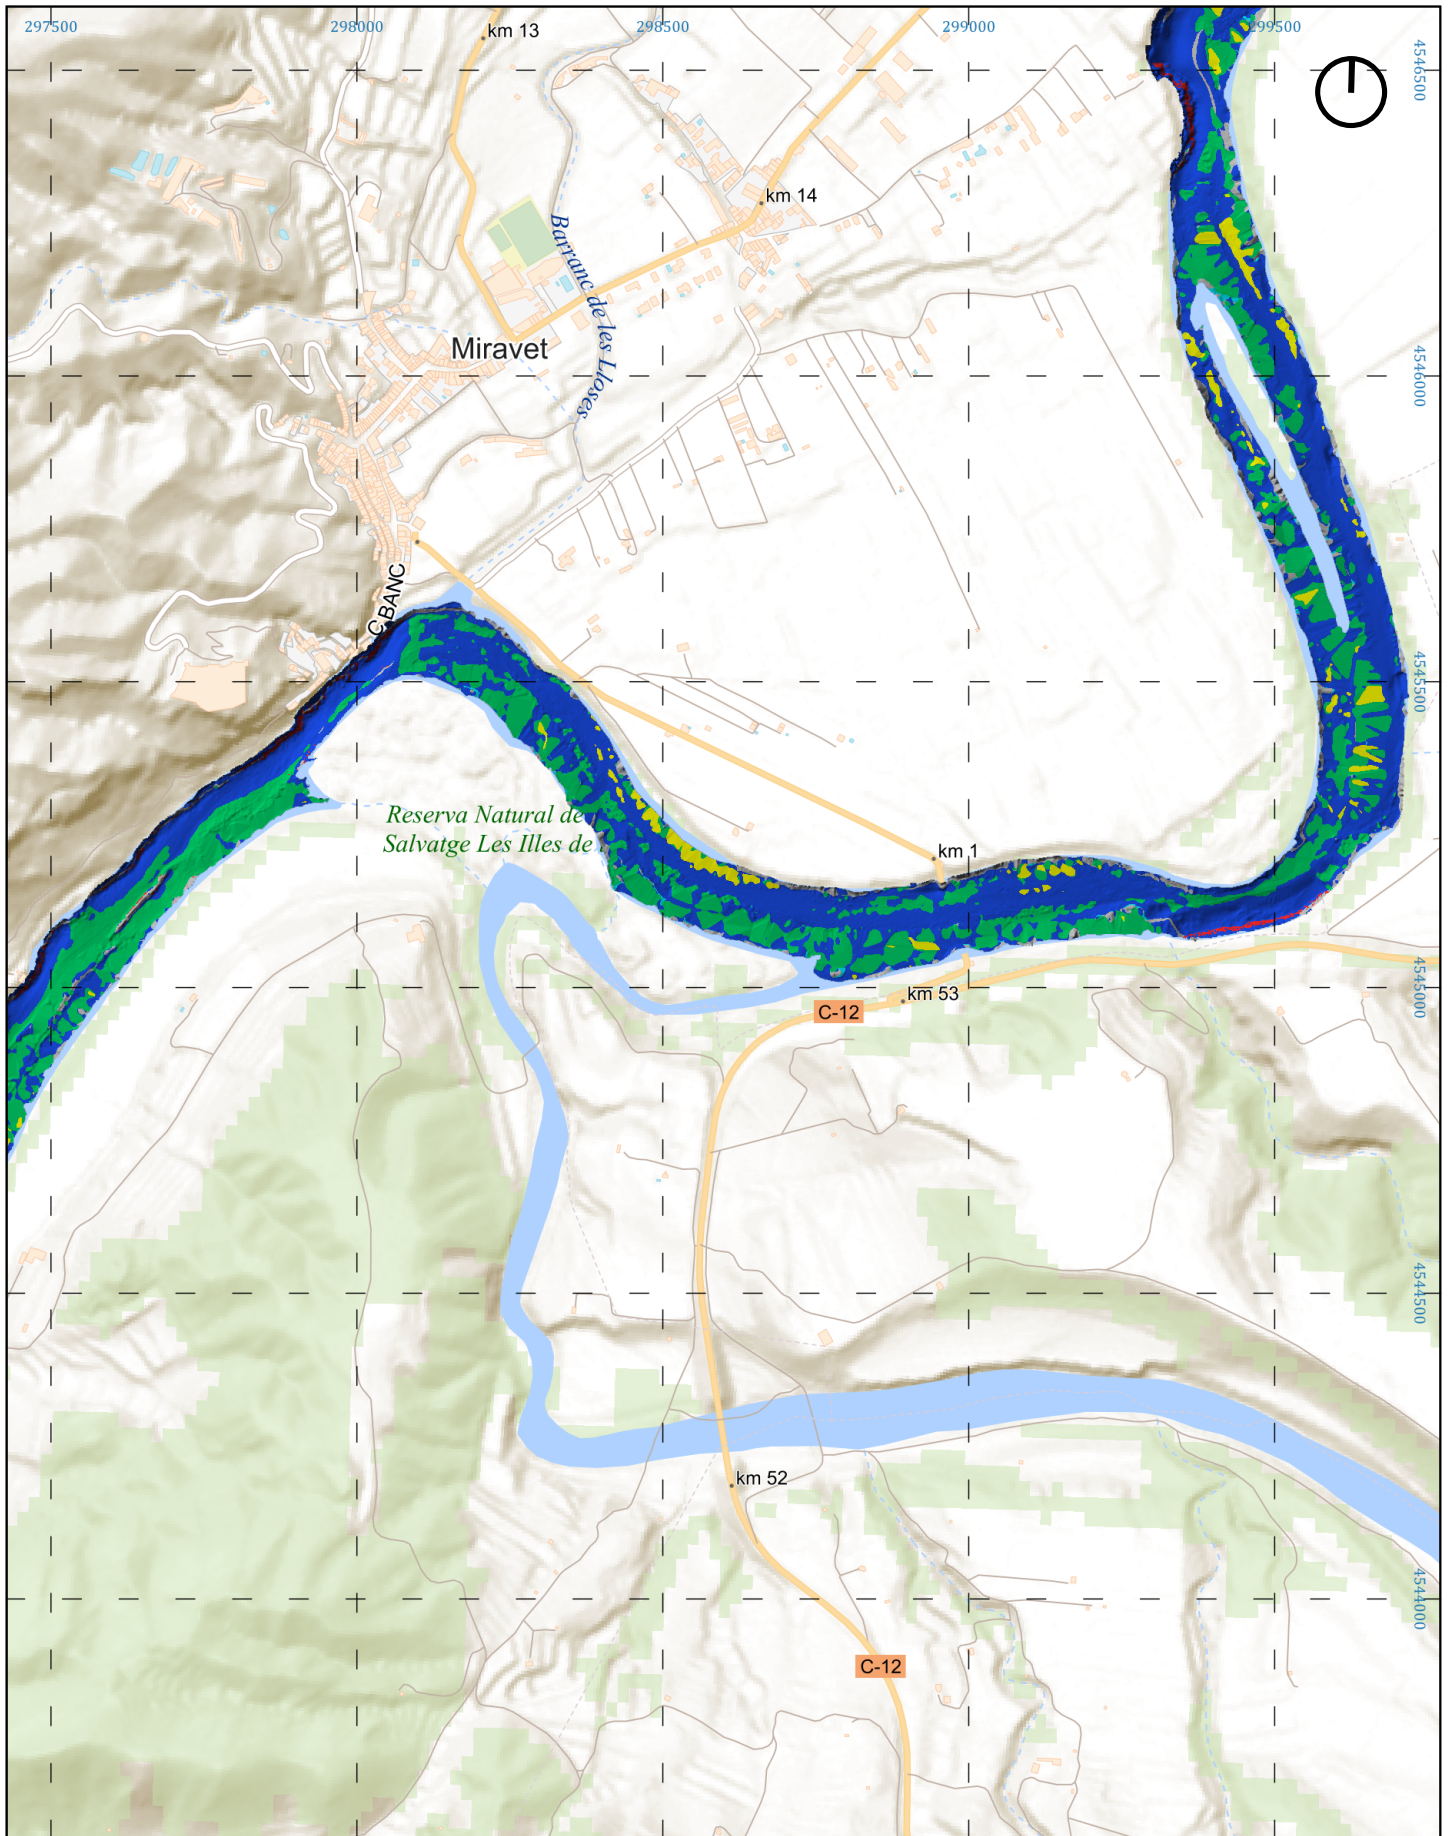 297500
298000
298500
299000
299500
km 13
4546500
km 14
Barranc de les Lloses
Miravet
4546000
C BANC
4545500
Reserva Natural de
Salvatge Les Illes de
km 1
km 53
C-12
4545000
4544500
km 52
4544000
C-12